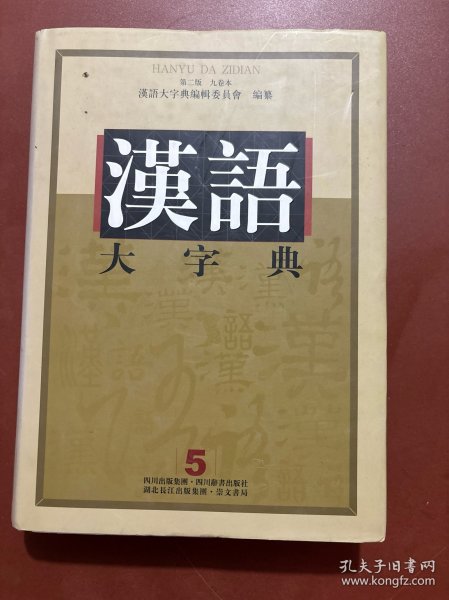 HANYU DA ZIDIAN
第二版 九卷本
漢語大字典編輯委員會 編纂
漢語
大字典
5
四川出版集團·四川辭書出版社
湖北長江出版集團·崇文書局
孔夫子旧书网
www.kongfz.com